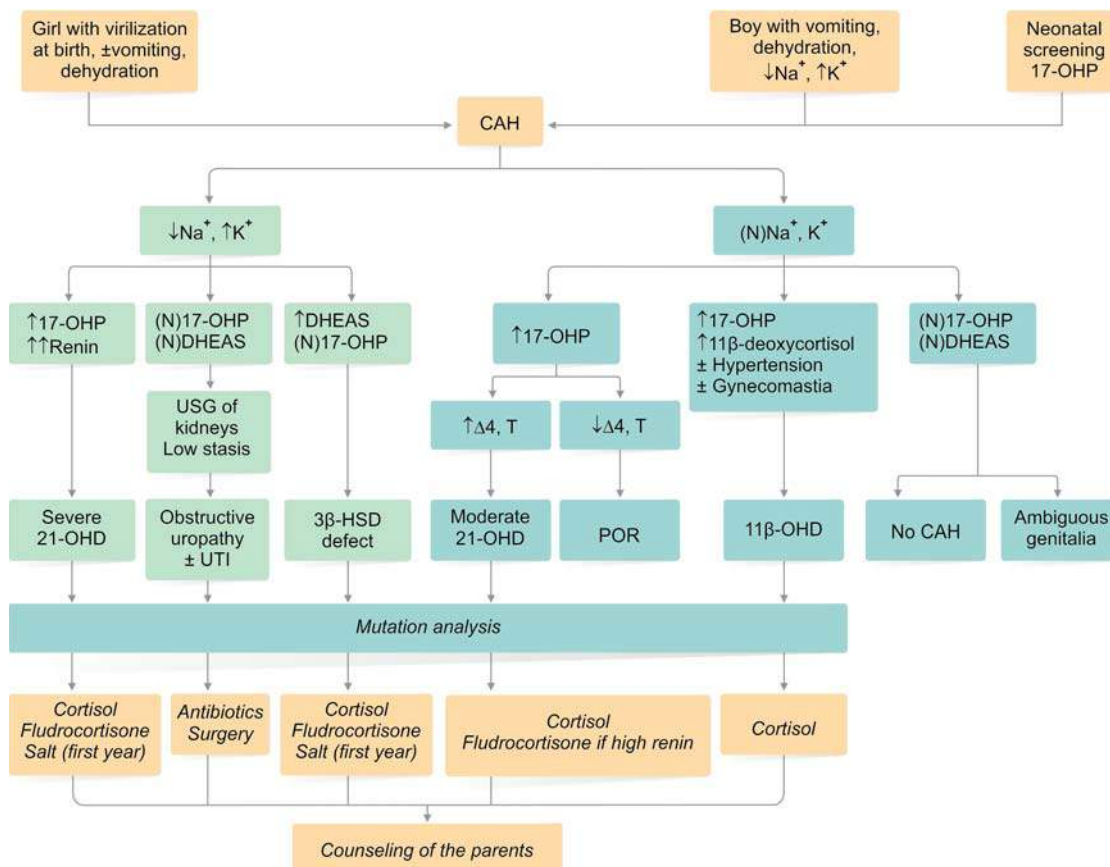 Girl with virilization
at birth, ±vomiting,
dehydration
Boy with vomiting,
dehydration,
↓Na⁺, ↑K⁺
Neonatal
screening
17-OHP
CAH
↓Na⁺, ↑K⁺
(N)Na⁺, K⁺
↑17-OHP
↑↑Renin
(N)17-OHP
(N)DHEAS
↑DHEAS
(N)17-OHP
↑17-OHP
↑17-OHP
↑11β-deoxycortisol
± Hypertension
± Gynecomastia
(N)17-OHP
(N)DHEAS
USG of
kidneys
Low stasis
↑Δ4, T
↓Δ4, T
Severe
21-OHD
Obstructive
uropathy
± UTI
3β-HSD
defect
Moderate
21-OHD
POR
11β-OHD
No CAH
Ambiguous
genitalia
Mutation analysis
Cortisol
Fludrocortisone
Salt (first year)
Antibiotics
Surgery
Cortisol
Fludrocortisone
Salt (first year)
Cortisol
Fludrocortisone if high renin
Cortisol
Counseling of the parents